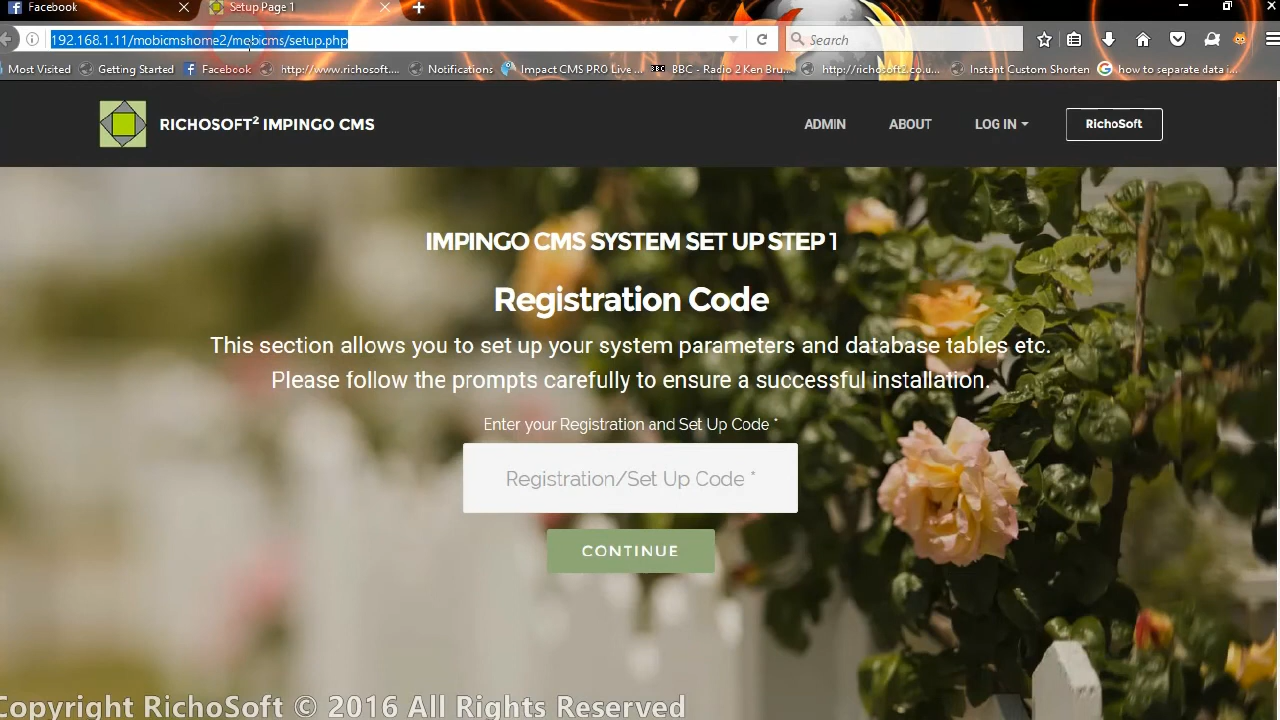 Facebook
Setup Page 1
192.168.1.11/mobicmshome2/mobicms/setup.php
Search
Most Visited
Getting Started
Facebook
http://www.richosoft....
Notifications
Impact CMS PRO Live ...
BBC - Radio 2 Ken Bru...
http://richosoft2.co.u...
Instant Custom Shorten
how to separate data i...
RICHOSOFT² IMPINGO CMS
ADMIN
ABOUT
LOG IN
RichoSoft
IMPINGO CMS SYSTEM SET UP STEP 1
Registration Code
This section allows you to set up your system parameters and database tables etc.
Please follow the prompts carefully to ensure a successful installation.
Enter your Registration and Set Up Code *
Registration/Set Up Code *
CONTINUE
Copyright RichoSoft © 2016 All Rights Reserved